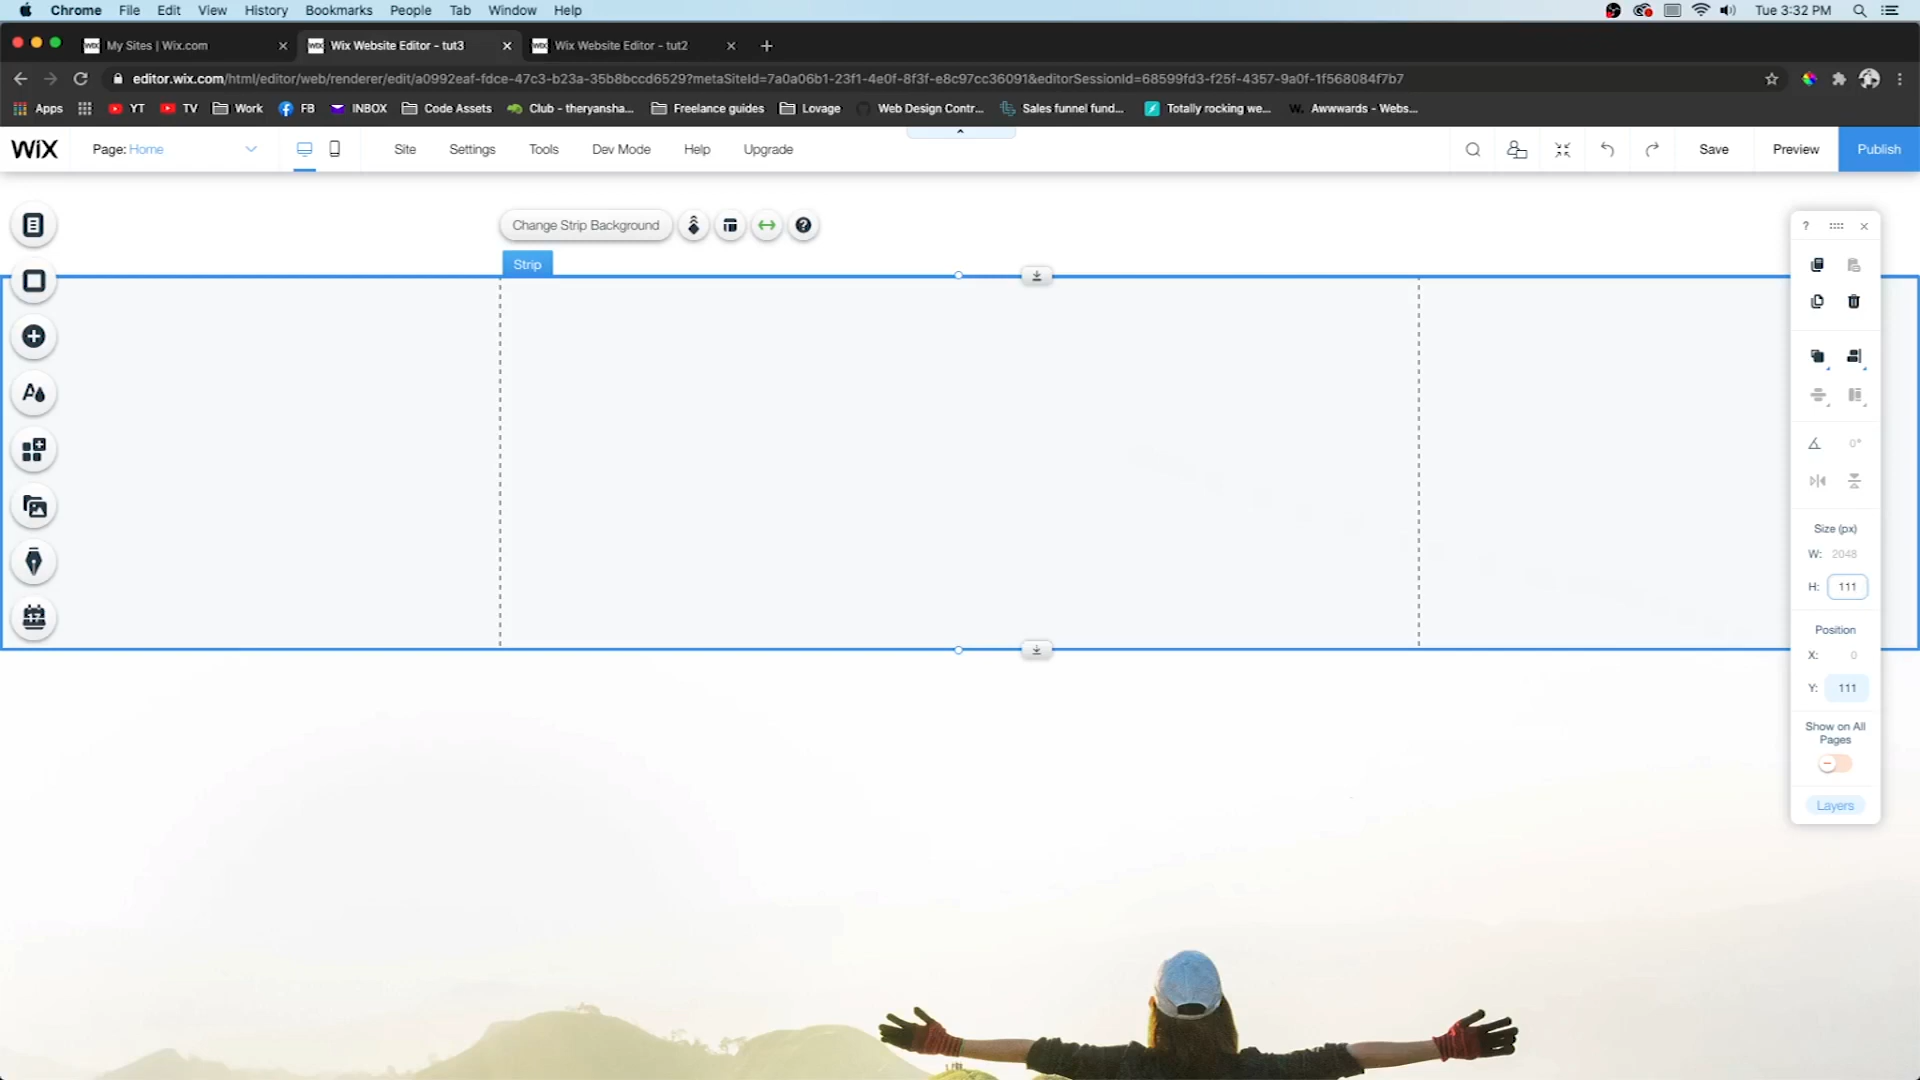 Chrome File Edit View History Bookmarks People Tab Window Help Tue 3:32 PM
WIX My Sites | Wix.com WIX Wix Website Editor - tut3 WIX Wix Website Editor - tut2
editor.wix.com/html/editor/web/renderer/edit/a0992eaf-fdce-47c3-b23a-35b8bccd6529?metaSiteId=7a0a06b1-23f1-4e0f-8f3f-e8c97cc36091&editorSessionId=68599fd3-f25f-4357-9a0f-1f568084f7b7
Apps YT TV Work FB INBOX Code Assets Club - theryansha... Freelance guides Lovage Web Design Contr... Sales funnel fund... Totally rocking we... W. Awwwards - Webs...
WiX Page: Home Site Settings Tools Dev Mode Help Upgrade Save Preview Publish
Change Strip Background ?
Strip
?
0°
Size (px)
W: 2048
H: 111
Position
X: 0
Y: 111
Show on All
Pages
Layers
17